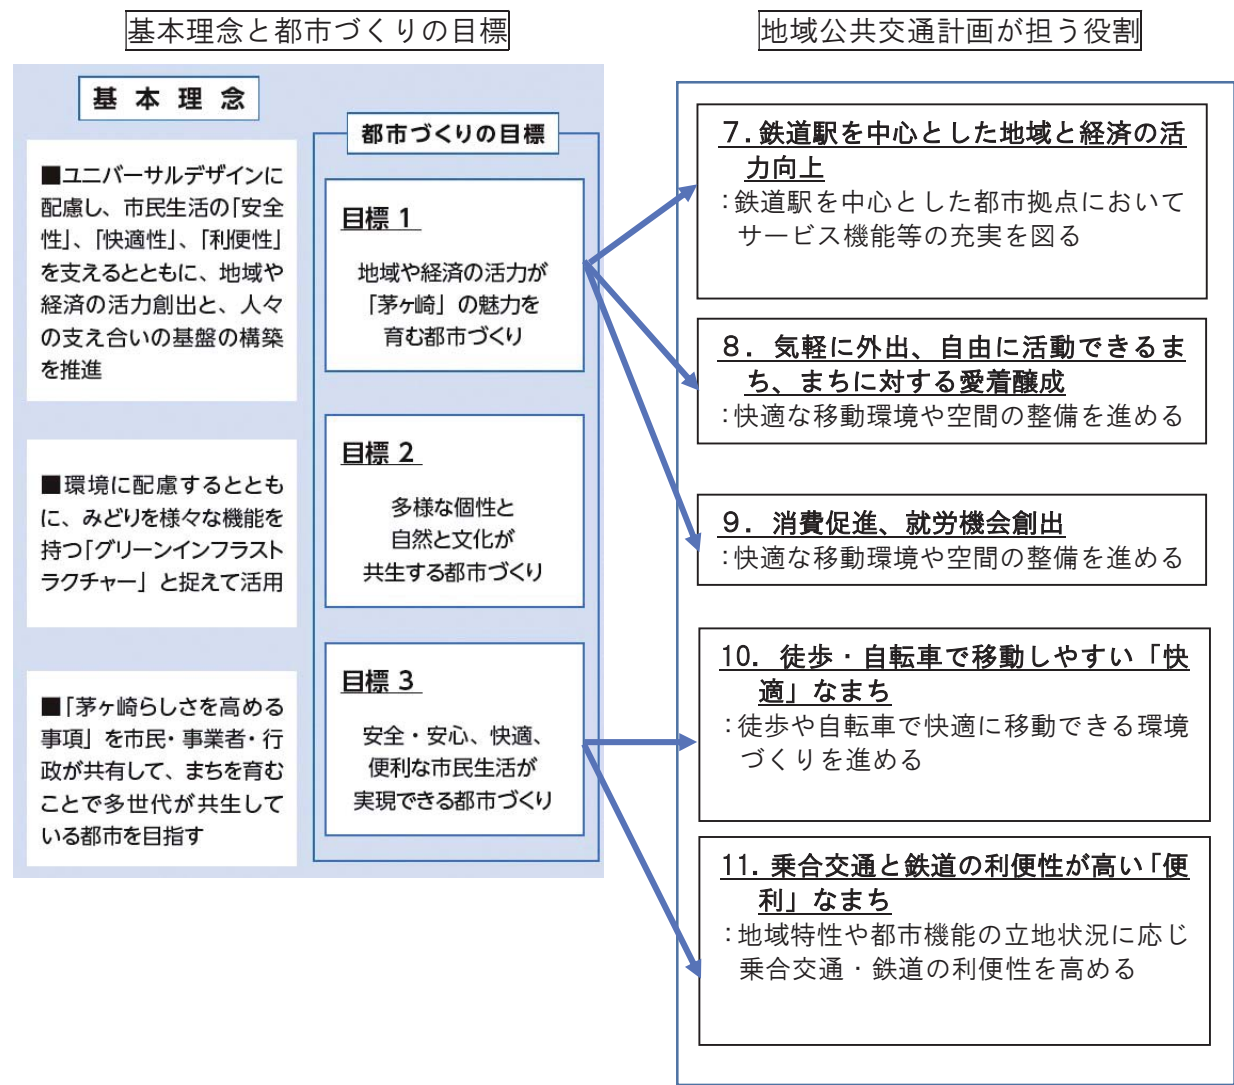 基本理念と都市づくりの目標
地域公共交通計画が担う役割
基本理念
■ユニバーサルデザインに
配慮し、市民生活の「安全
性」、「快適性」、「利便性」
を支えるとともに、地域や
経済の活力創出と、人々
の支え合いの基盤の構築
を推進
■環境に配慮するととも
に、みどりを様々な機能を
持つ「グリーンインフラスト
ラクチャー」と捉えて活用
■「茅ヶ崎らしさを高める
事項」を市民・事業者・行
政が共有して、まちを育む
ことで多世代が共生して
いる都市を目指す
都市づくりの目標
目標 1
地域や経済の活力が
「茅ヶ崎」の魅力を
育む都市づくり
目標 2
多様な個性と
自然と文化が
共生する都市づくり
目標 3
安全・安心、快適、
便利な市民生活が
実現できる都市づくり
７.鉄道駅を中心とした地域と経済の活
力向上
：鉄道駅を中心とした都市拠点において
サービス機能等の充実を図る
８．気軽に外出、自由に活動できるま
ち、まちに対する愛着醸成
：快適な移動環境や空間の整備を進める
９．消費促進、就労機会創出
：快適な移動環境や空間の整備を進める
10．徒歩・自転車で移動しやすい「快
適」なまち
：徒歩や自転車で快適に移動できる環境
づくりを進める
11．乗合交通と鉄道の利便性が高い「便
利」なまち
：地域特性や都市機能の立地状況に応じ
乗合交通・鉄道の利便性を高める